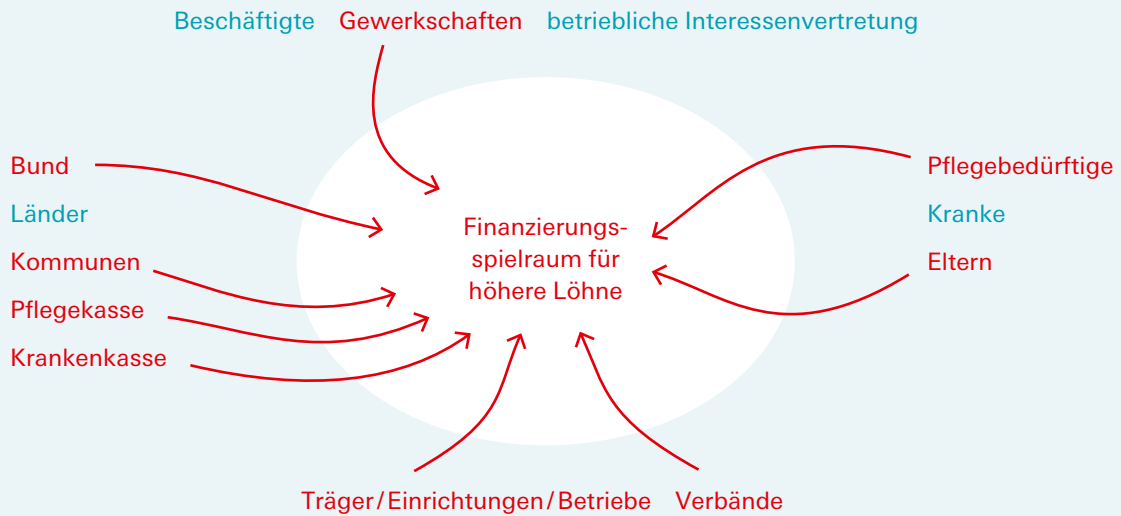 Beschäftigte Gewerkschaften betriebliche Interessenvertretung
Bund
Länder
Kommunen
Pflegekasse
Krankenkasse
Finanzierungs-
spielraum für
höhere Löhne
Pflegebedürftige
Kranke
Eltern
Träger/Einrichtungen/Betriebe Verbände